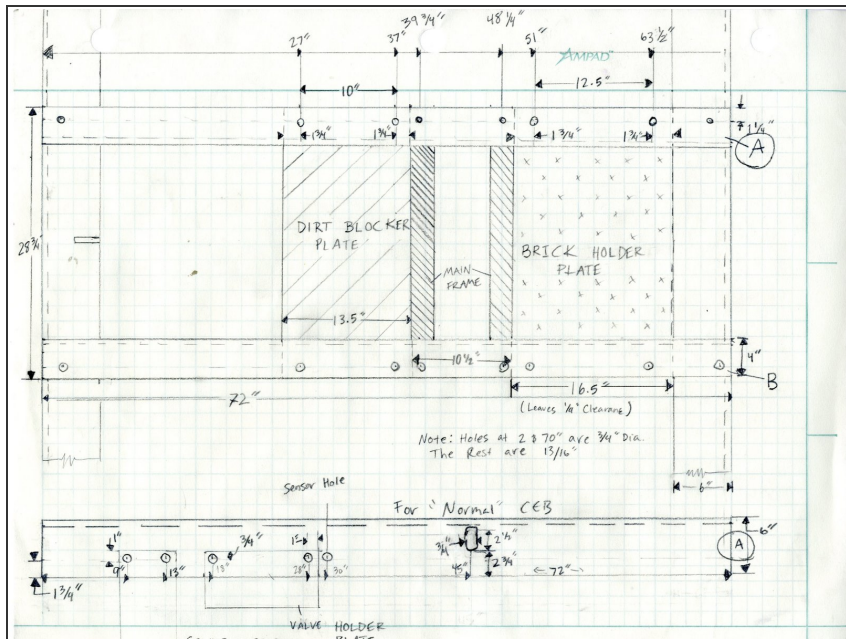 39 3/4"
48 1/4"
27"
37"
51"
63 1/2"
AMPAD
10"
12.5"
1 3/4"
1 3/4"
1 3/4"
1 3/4"
1 1/4"
A
28 3/4"
DIRT BLOCKER
PLATE
BRICK HOLDER
PLATE
MAIN
FRAME
13.5"
10 1/2"
4"
B
16.5"
72"
(Leaves 1/4" Clearance)
Note: Holes at 2 & 70" are 3/4" Dia.
The Rest are 13/16"
6"
Sensor Hole
For "Normal" CEB
1"
3/4"
1"
3/4"
2 1/2"
6"
A
2 3/4"
9"
13"
18"
28"
30"
45"
72"
1 3/4"
VALVE HOLDER
PLATE